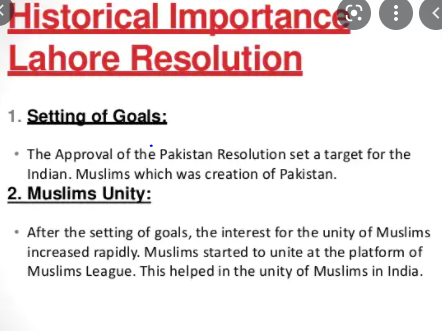 Historical Importance
Lahore Resolution
1. Setting of Goals:
• The Approval of the Pakistan Resolution set a target for the
Indian. Muslims which was creation of Pakistan.
2. Muslims Unity:
• After the setting of goals, the interest for the unity of Muslims
increased rapidly. Muslims started to unite at the platform of
Muslims League. This helped in the unity of Muslims in India.